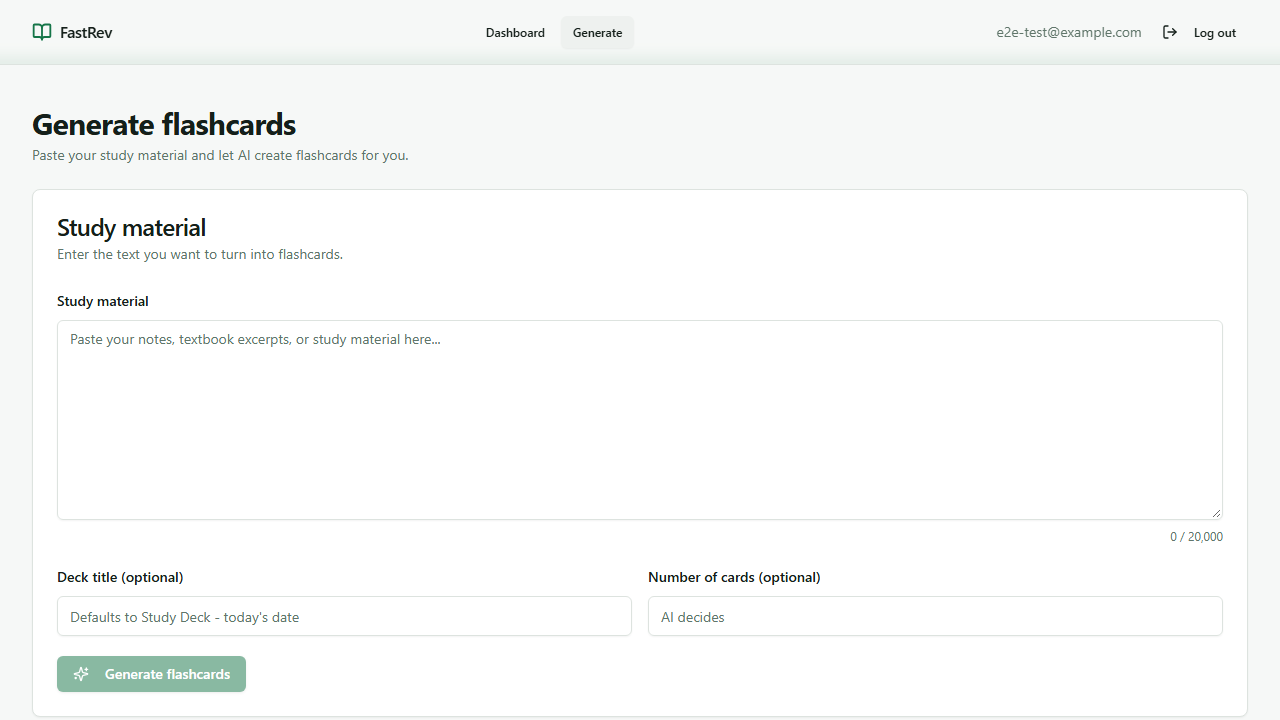 FastRev
Dashboard
Generate
e2e-test@example.com
Log out
Generate flashcards
Paste your study material and let AI create flashcards for you.
Study material
Enter the text you want to turn into flashcards.
Study material
Paste your notes, textbook excerpts, or study material here...
0 / 20,000
Deck title (optional)
Number of cards (optional)
Defaults to Study Deck - today's date
AI decides
Generate flashcards